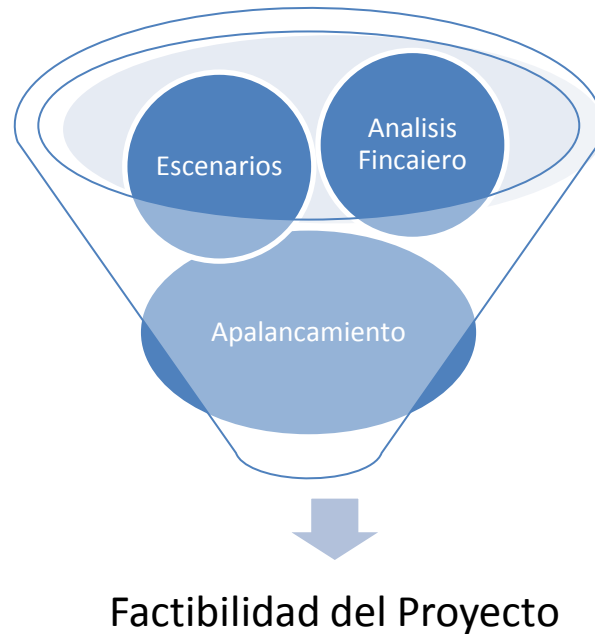 Escenarios
Analisis
Fincaiero
Apalancamiento
Factibilidad del Proyecto